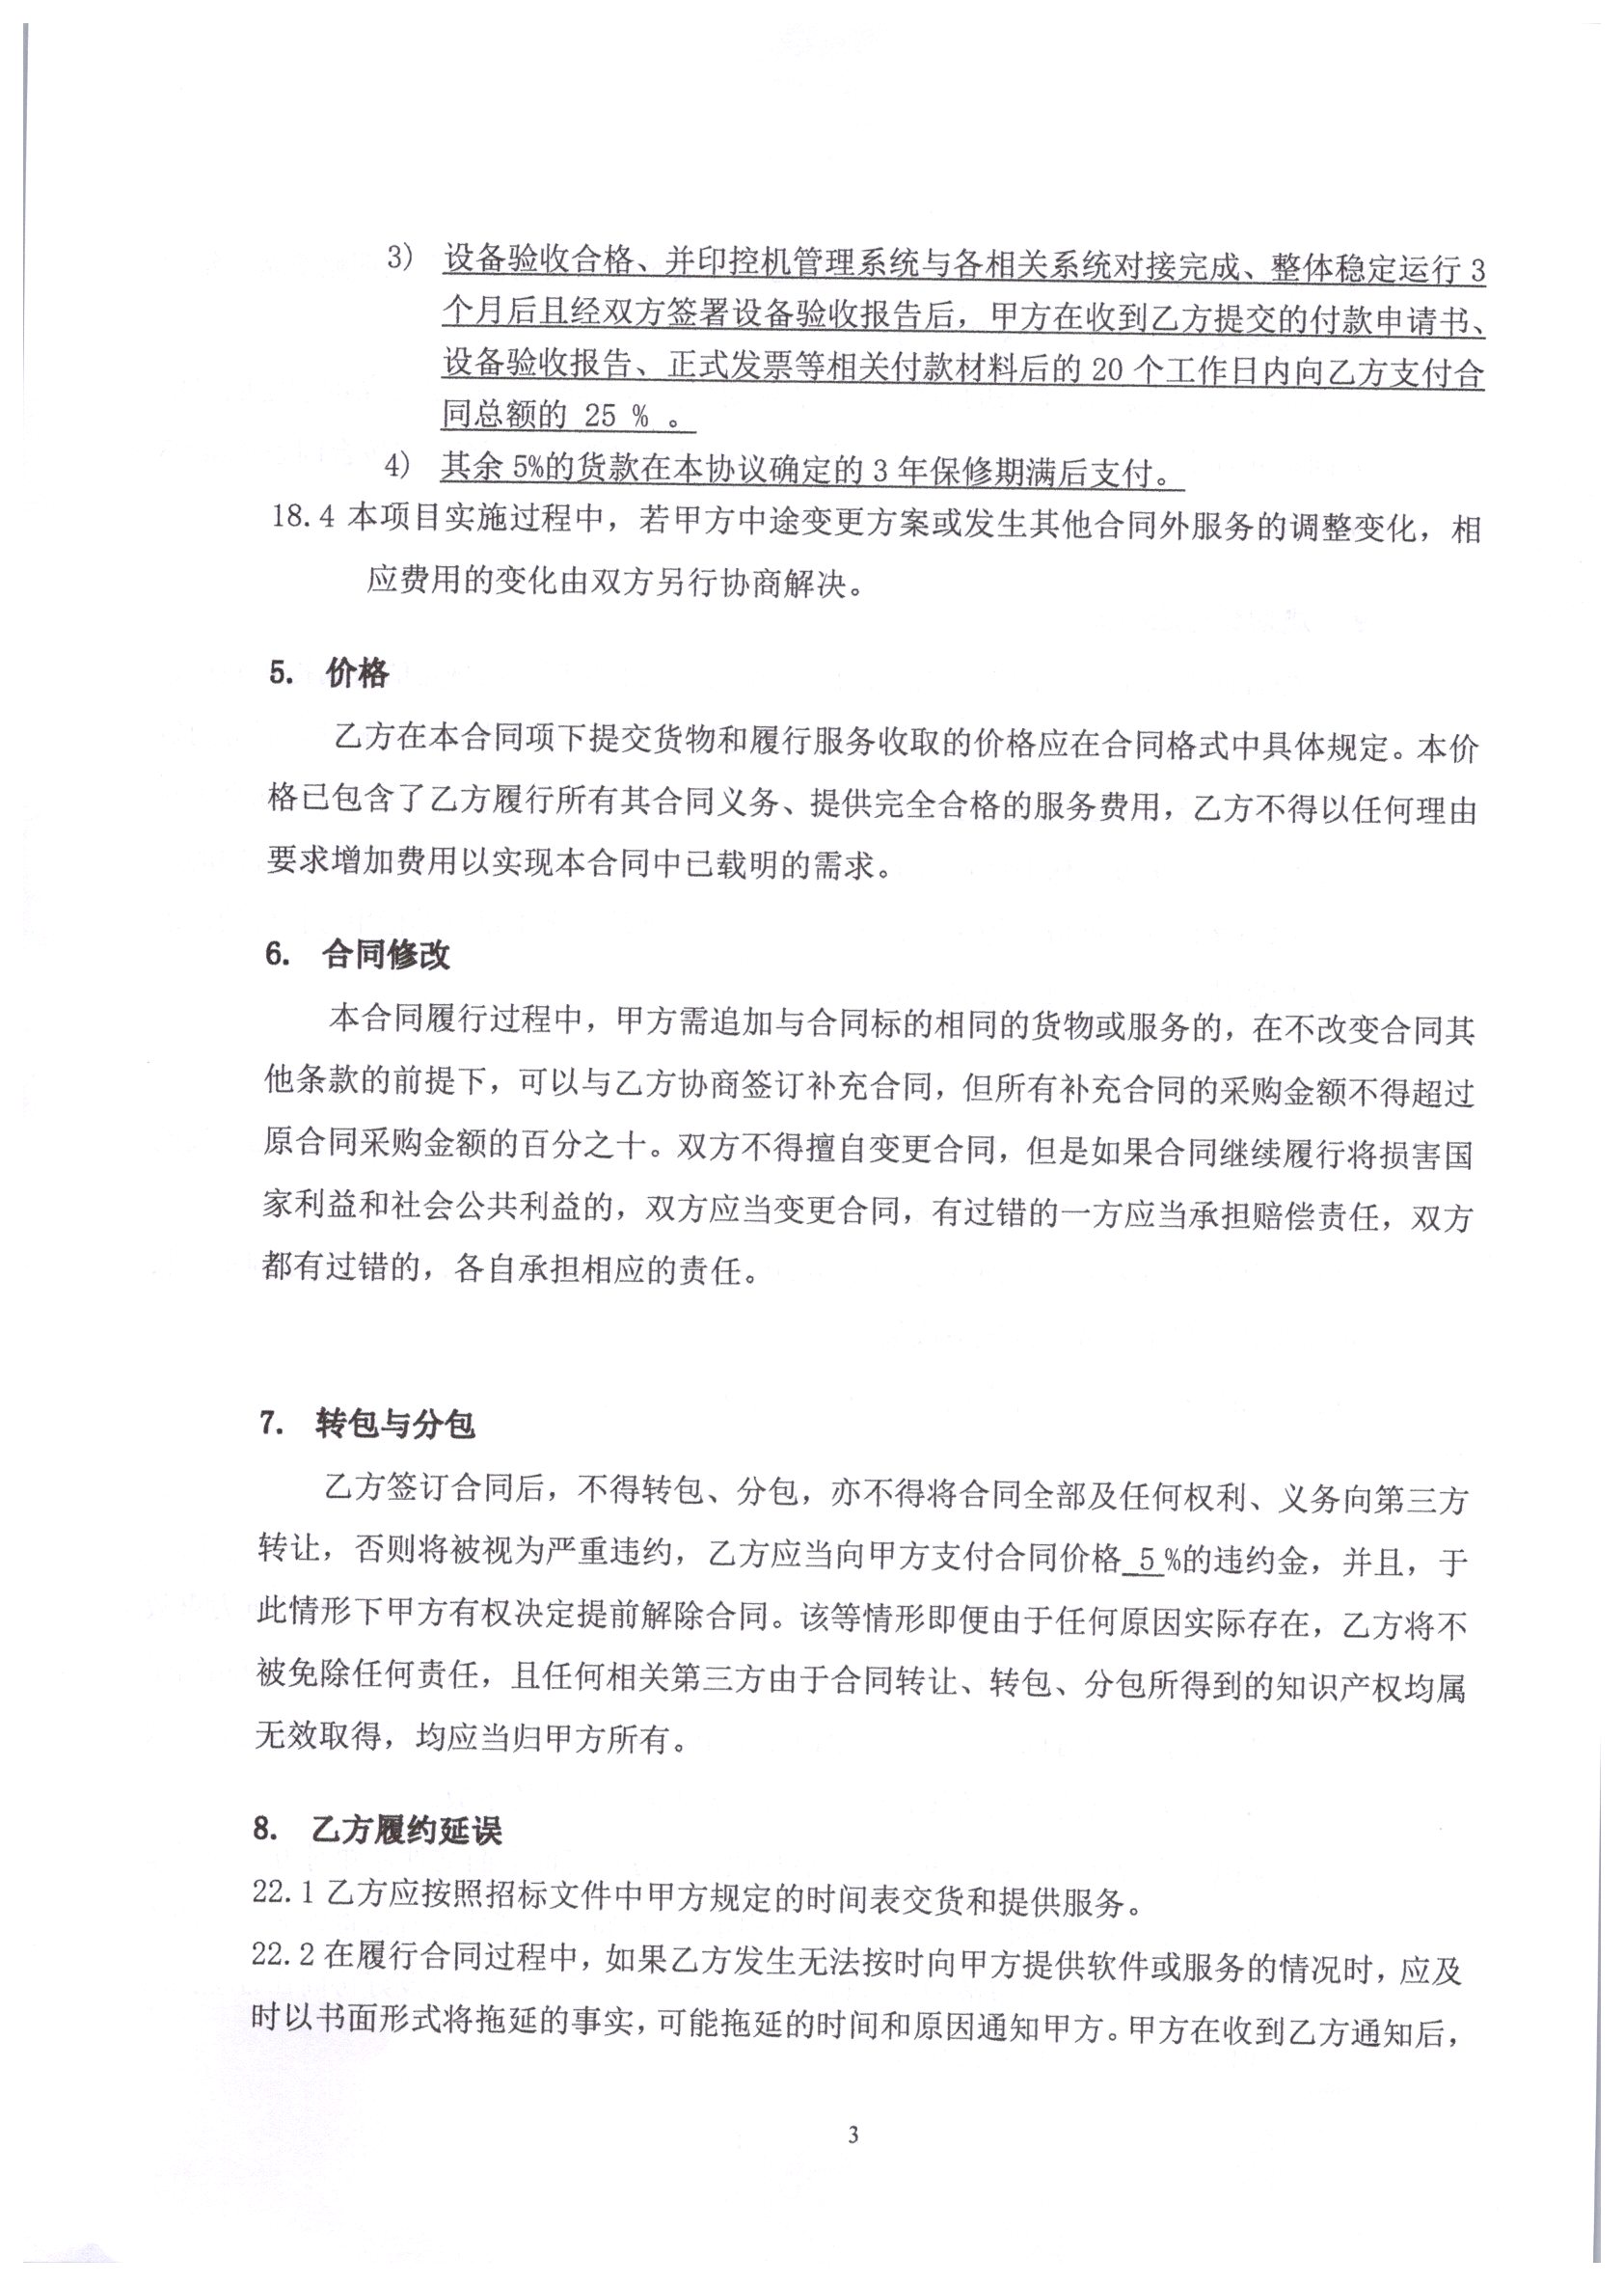 3) 设备验收合格、并印控机管理系统与各相关系统对接完成、整体稳定运行 3
个月后且经双方签署设备验收报告后，甲方在收到乙方提交的付款申请书、
设备验收报告、正式发票等相关付款材料后的 20 个工作日内向乙方支付合
同总额的 25 % 。
4) 其余 5%的货款在本协议确定的 3 年保修期满后支付。
18.4 本项目实施过程中，若甲方中途变更方案或发生其他合同外服务的调整变化，相
应费用的变化由双方另行协商解决。
5. 价格
乙方在本合同项下提交货物和履行服务收取的价格应在合同格式中具体规定。本价
格已包含了乙方履行所有其合同义务、提供完全合格的服务费用，乙方不得以任何理由
要求增加费用以实现本合同中已载明的需求。
6. 合同修改
本合同履行过程中，甲方需追加与合同标的相同的货物或服务的，在不改变合同其
他条款的前提下，可以与乙方协商签订补充合同，但所有补充合同的采购金额不得超过
原合同采购金额的百分之十。双方不得擅自变更合同，但是如果合同继续履行将损害国
家利益和社会公共利益的，双方应当变更合同，有过错的一方应当承担赔偿责任，双方
都有过错的，各自承担相应的责任。
7. 转包与分包
乙方签订合同后，不得转包、分包，亦不得将合同全部及任何权利、义务向第三方
转让，否则将被视为严重违约，乙方应当向甲方支付合同价格 5 %的违约金，并且，于
此情形下甲方有权决定提前解除合同。该等情形即便由于任何原因实际存在，乙方将不
被免除任何责任，且任何相关第三方由于合同转让、转包、分包所得到的知识产权均属
无效取得，均应当归甲方所有。
8. 乙方履约延误
22.1 乙方应按照招标文件中甲方规定的时间表交货和提供服务。
22.2 在履行合同过程中，如果乙方发生无法按时向甲方提供软件或服务的情况时，应及
时以书面形式将拖延的事实，可能拖延的时间和原因通知甲方。甲方在收到乙方通知后，
3